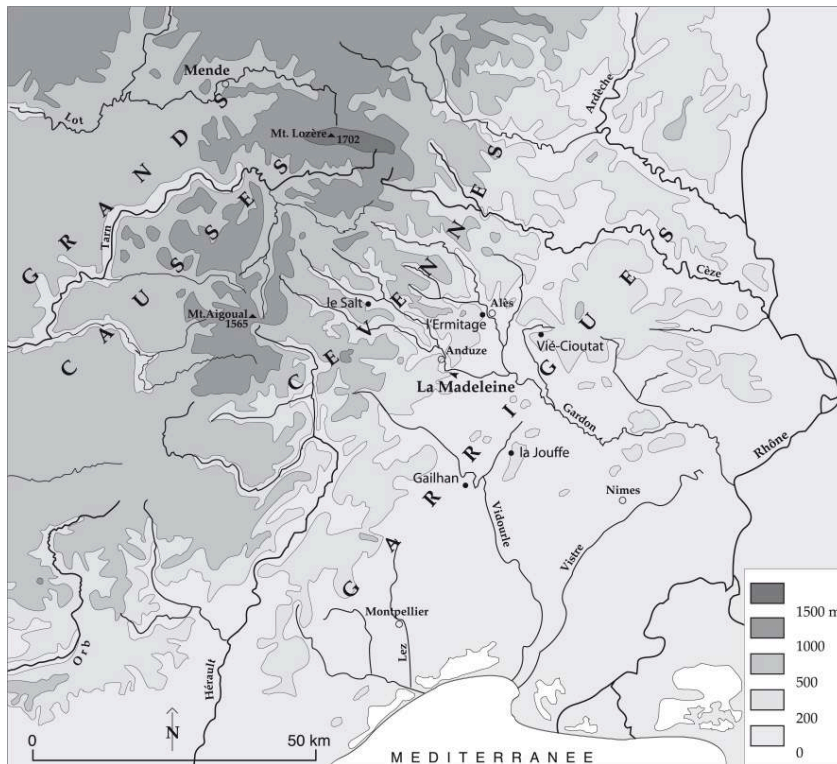 Mende
Lot
Ardèche
Mt. Lozère
1702
GRANDS
CAUSSES
Tarn
CEVENNES
Cèze
le Salt
Mt. Aigoual
1565
Alès
l'Ermitage
Vié-Cioutat
Anduze
La Madeleine
GARRIGUES
Gardon
Rhône
la Jouffe
Gailhan
Nimes
Vidourle
Vistre
Montpellier
Lez
Orb
Hérault
N
0
50 km
MEDITERRANEE
1500 m
1000
500
200
0